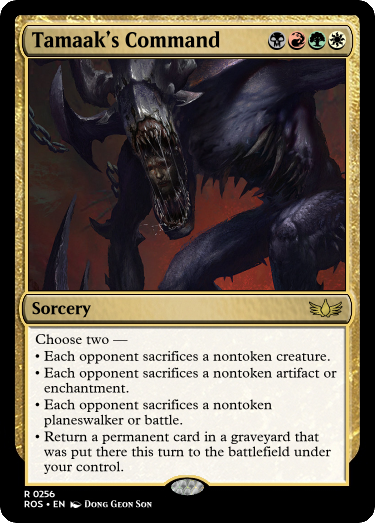 Tamaak's Command
Sorcery
Choose two —
• Each opponent sacrifices a nontoken creature.
• Each opponent sacrifices a nontoken artifact or
enchantment.
• Each opponent sacrifices a nontoken
planeswalker or battle.
• Return a permanent card in a graveyard that
was put there this turn to the battlefield under
your control.
R 0256
ROS • EN Dong Geon Son